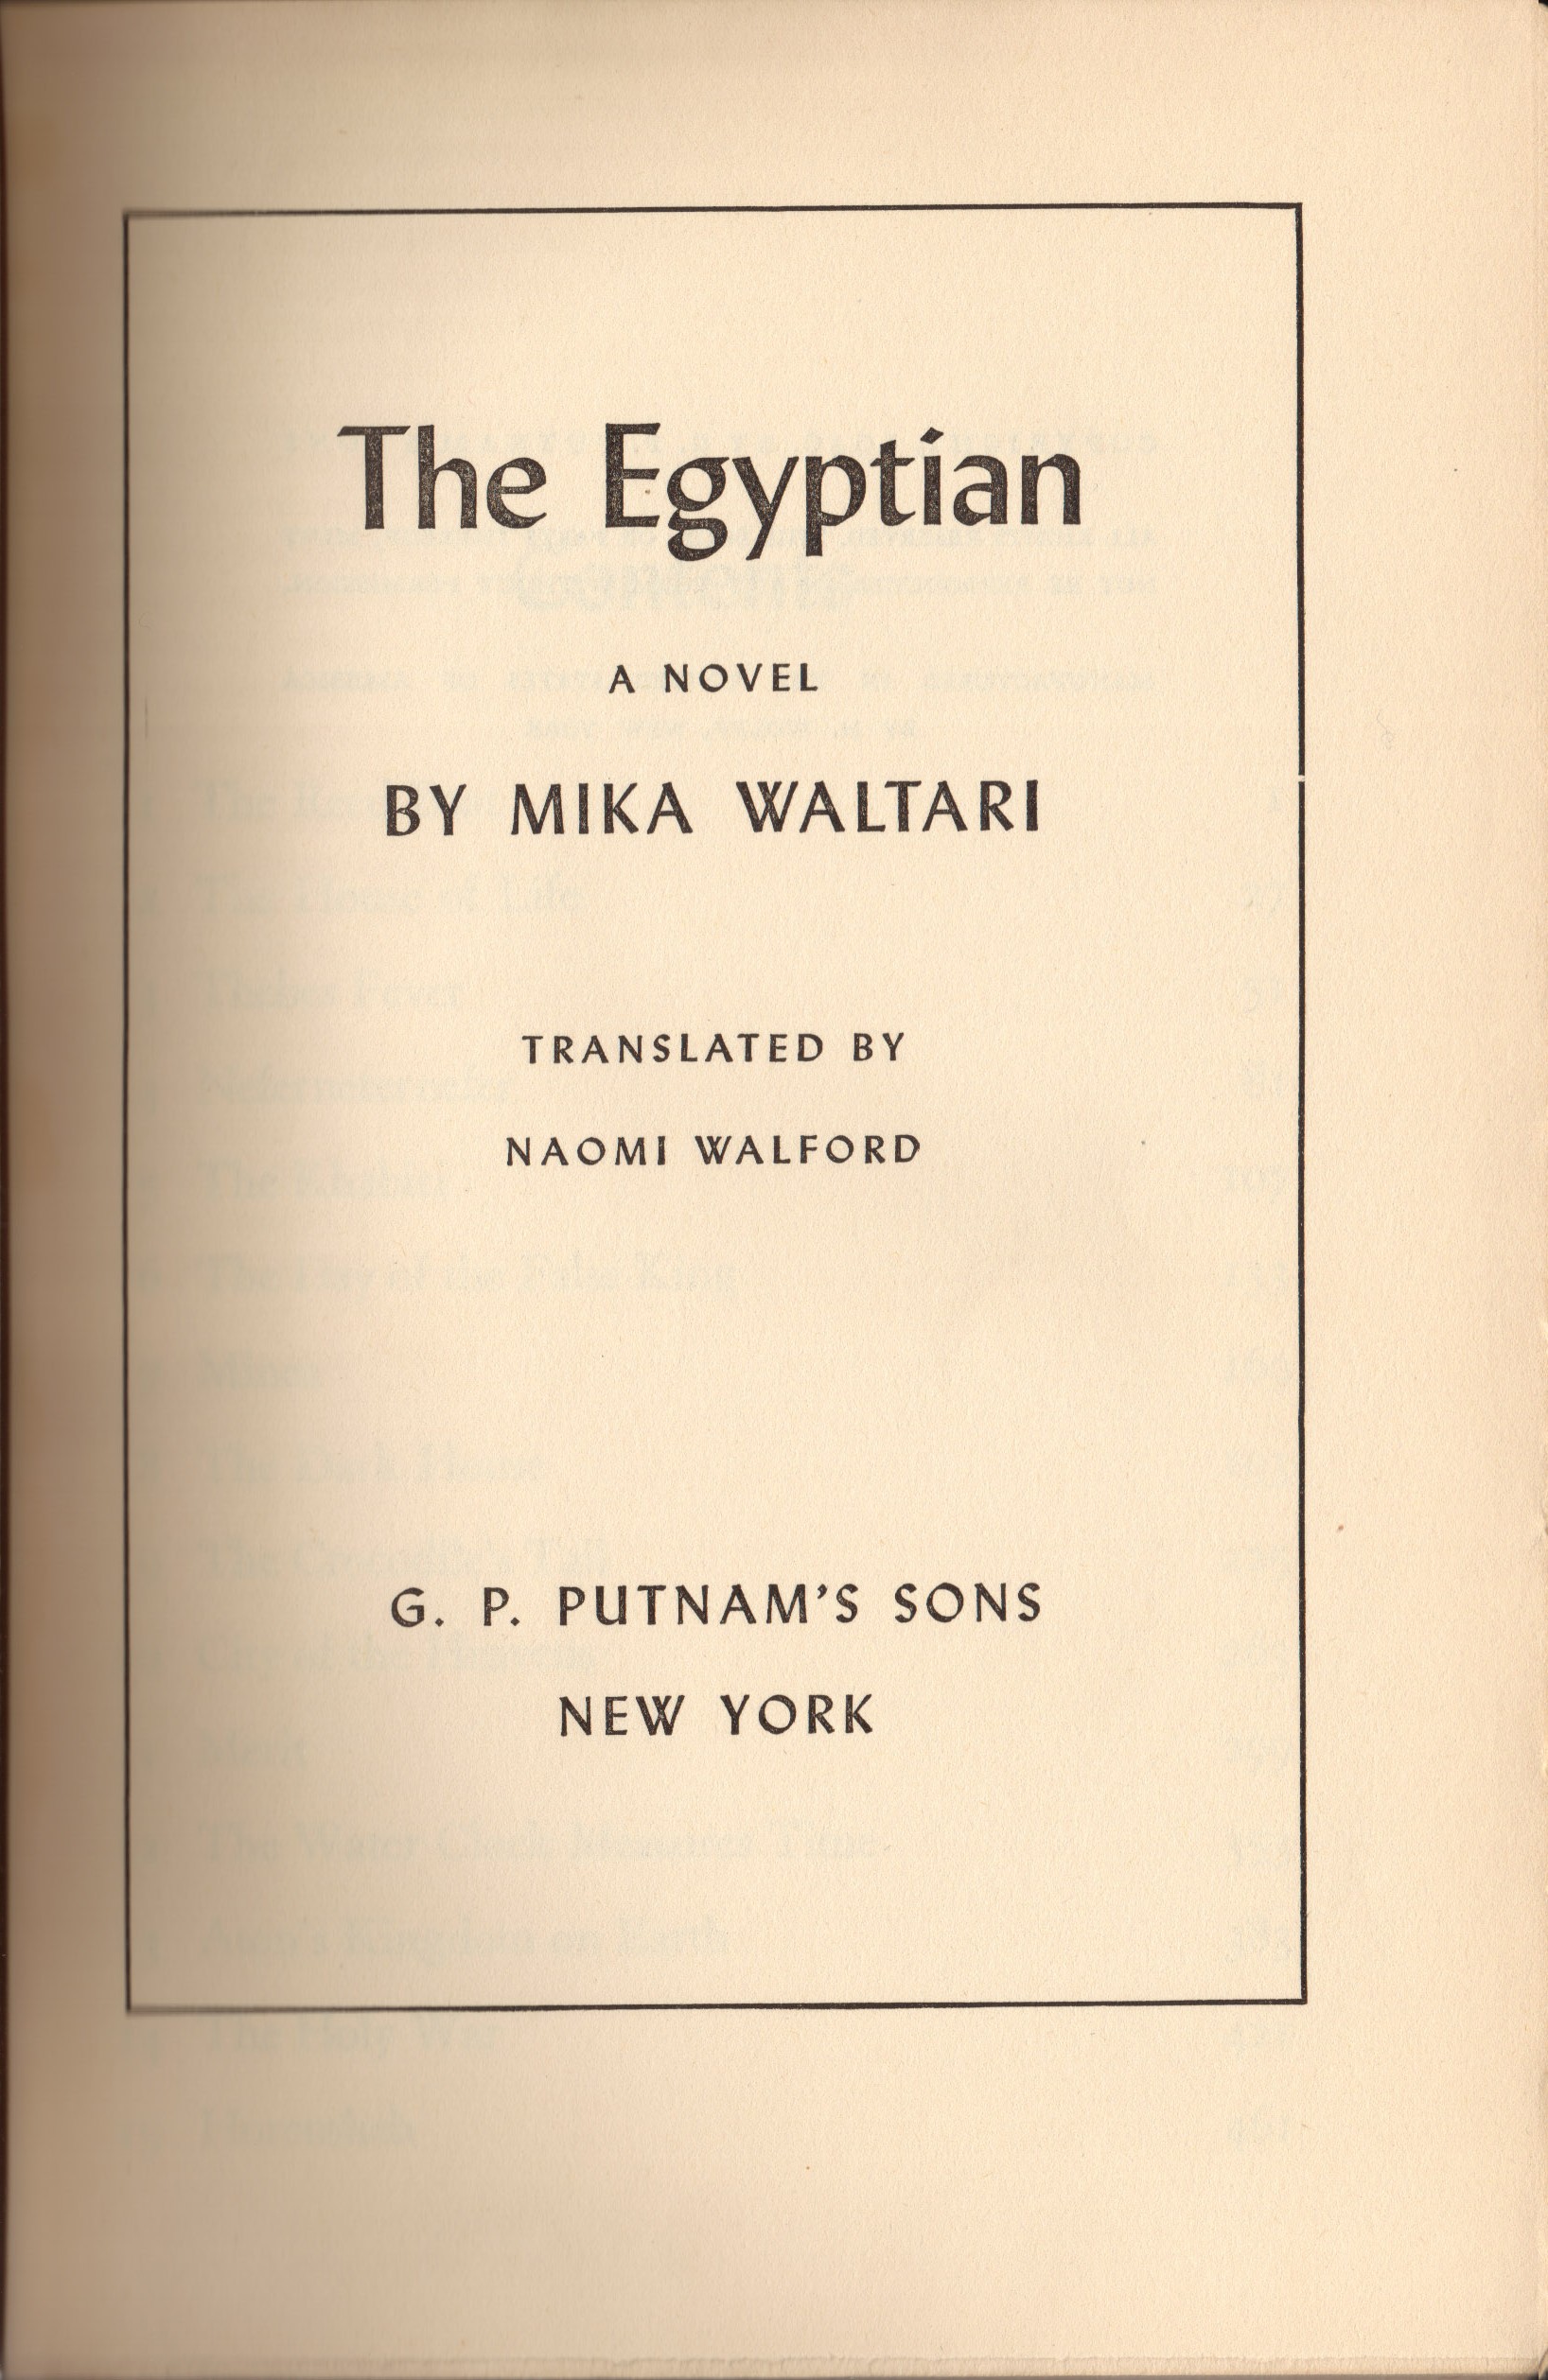 The Egyptian
A NOVEL
BY MIKA WALTARI
TRANSLATED BY
NAOMI WALFORD
G. P. PUTNAM'S SONS
NEW YORK